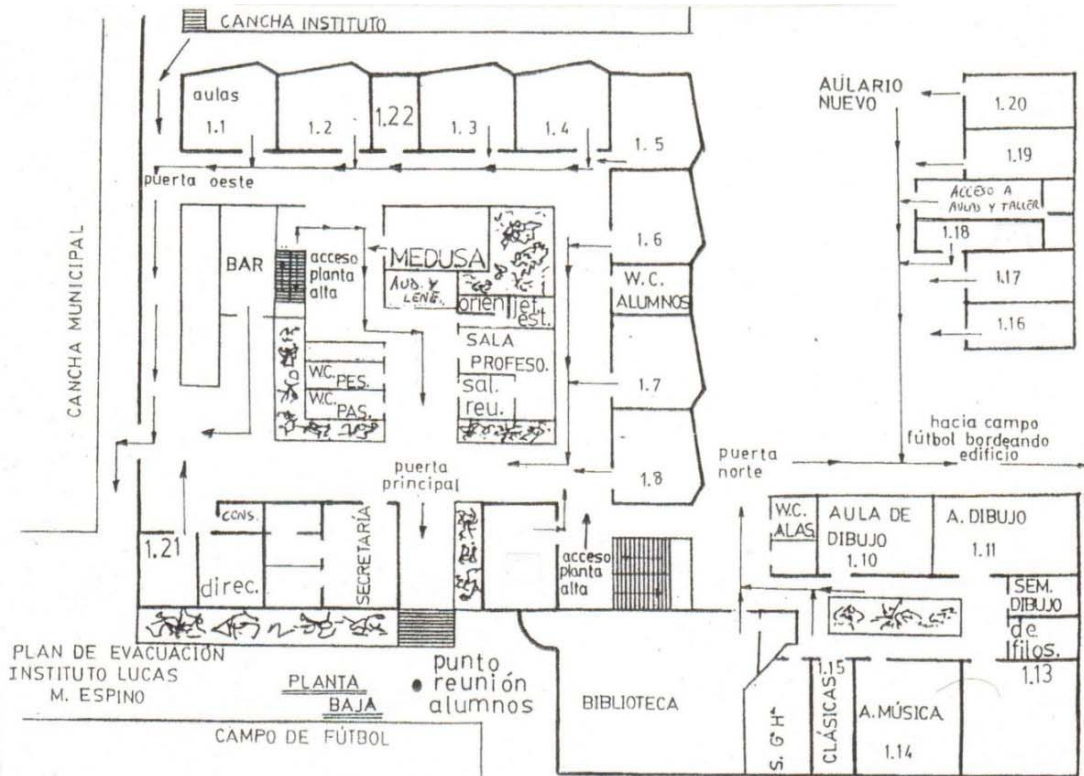 CANCHA INSTITUTO
aulas
1.1
1.2
1.22
1.3
1.4
1.5
AÚLARIO
NUEVO
1.20
1.19
ACCESO A
AULAS Y TALLER
1.18
1.17
1.16
puerta oeste
CANCHA MUNICIPAL
BAR
acceso
planta
alta
MEDUSA
AUD. Y
LENG.
orien
jef.
est.
SALA
PROFESO.
sal.
reu.
W.C.
PES.
W.C.
PAS.
1.6
W.C.
ALUMNOS
1.7
1.8
puerta
principal
puerta
norte
hacia campo
fútbol bordeando
edificio
1.21
CONS.
direc.
SECRETARÍA
acceso
planta
alta
W.C.
ALAS.
AULA DE
DIBUJO
1.10
A. DIBUJO
1.11
SEM.
DIBUJO
de
filos.
1.13
1.15
CLÁSICAS
A. MÚSICA
1.14
S. Gª Hª
BIBLIOTECA
PLAN DE EVACUACIÓN
INSTITUTO LUCAS
M. ESPINO
PLANTA
BAJA
punto
reunión
alumnos
CAMPO DE FÚTBOL